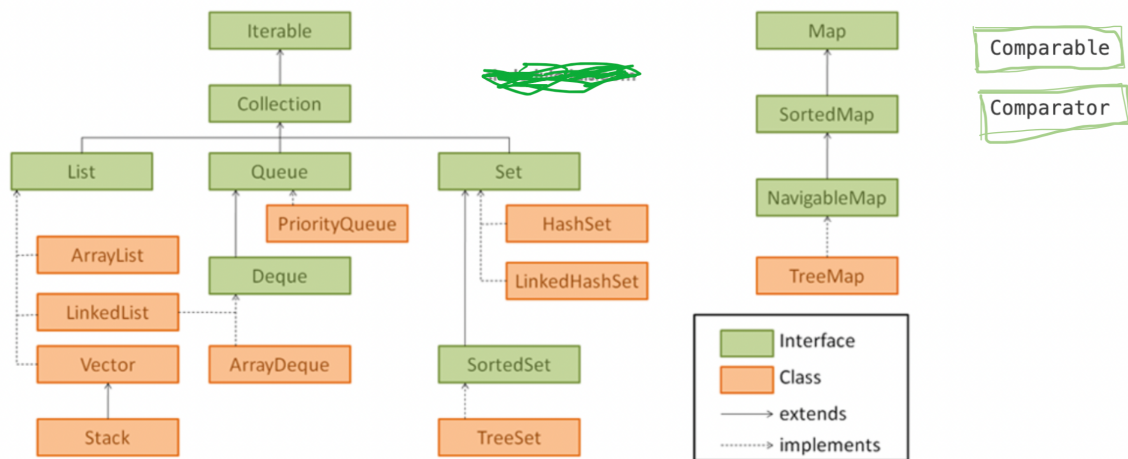 Iterable
Collection
List
Queue
Set
PriorityQueue
HashSet
ArrayList
Deque
LinkedHashSet
LinkedList
Vector
ArrayDeque
SortedSet
Stack
TreeSet
Map
SortedMap
NavigableMap
TreeMap
Interface
Class
extends
implements
Comparable
Comparator